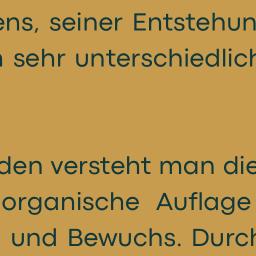 ens, seiner Entstehun
sehr unterschiedlich
den versteht man die
organische Auflage
und Bewuchs. Durch